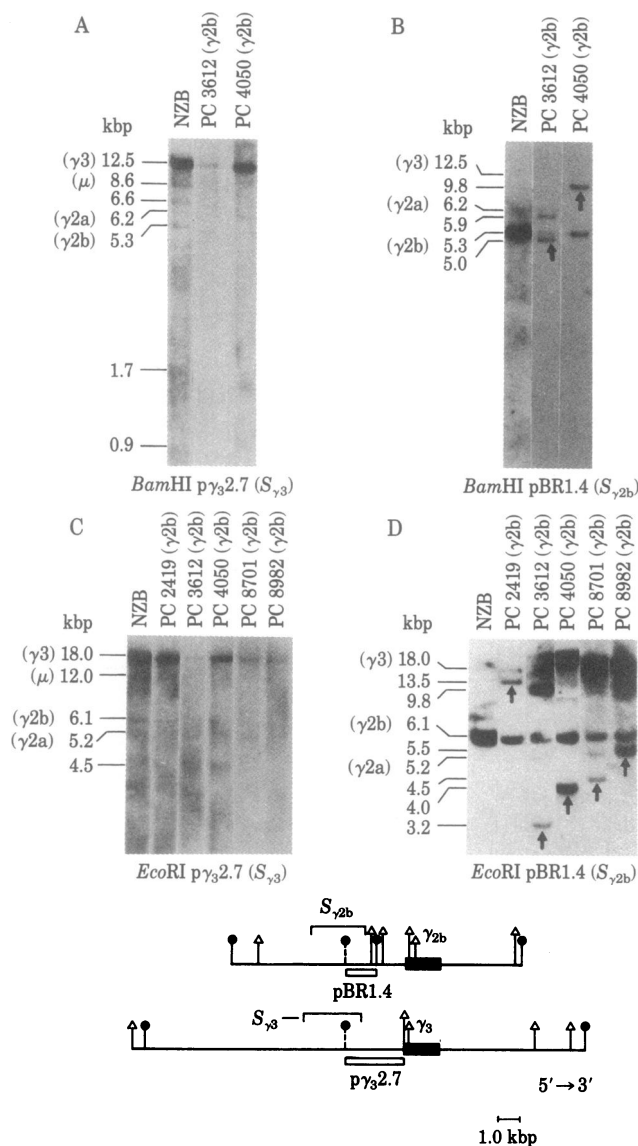 A
NZB
PC 3612 (γ2b)
PC 4050 (γ2b)
kbp
(γ3) 12.5
(μ) 8.6
6.6
(γ2a) 6.2
(γ2b) 5.3
1.7
0.9
BamHI pγ₃2.7 (Sγ3)
B
NZB
PC 3612 (γ2b)
PC 4050 (γ2b)
kbp
(γ3) 12.5
9.8
(γ2a) 6.2
5.9
(γ2b) 5.3
5.0
BamHI pBR1.4 (Sγ2b)
C
NZB
PC 2419 (γ2b)
PC 3612 (γ2b)
PC 4050 (γ2b)
PC 8701 (γ2b)
PC 8982 (γ2b)
kbp
(γ3) 18.0
(μ) 12.0
(γ2b) 6.1
(γ2a) 5.2
4.5
EcoRI pγ₃2.7 (Sγ3)
D
NZB
PC 2419 (γ2b)
PC 3612 (γ2b)
PC 4050 (γ2b)
PC 8701 (γ2b)
PC 8982 (γ2b)
kbp
(γ3) 18.0
13.5
9.8
(γ2b) 6.1
5.5
(γ2a) 5.2
4.5
4.0
3.2
EcoRI pBR1.4 (Sγ2b)
Sγ2b
γ2b
pBR1.4
Sγ3
γ3
pγ₃2.7
5′→3′
1.0 kbp